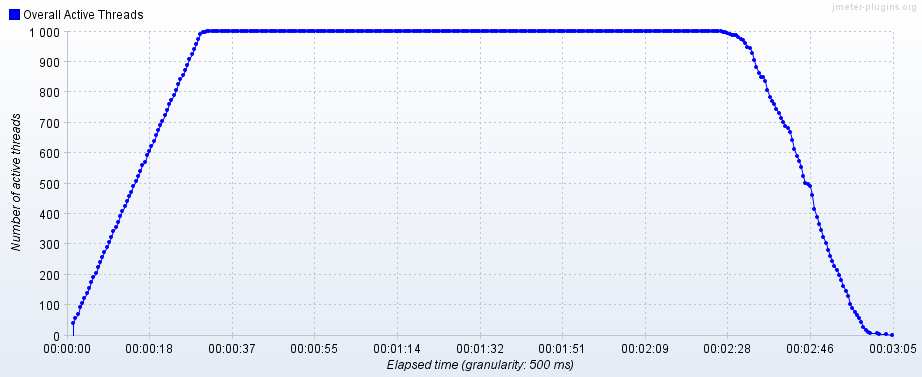 jmeter-plugins.org
Overall Active Threads
1 000
900
800
700
600
500
400
300
200
100
0
Number of active threads
00:00:00 00:00:18 00:00:37 00:00:55 00:01:14 00:01:32 00:01:51 00:02:09 00:02:28 00:02:46 00:03:05
Elapsed time (granularity: 500 ms)